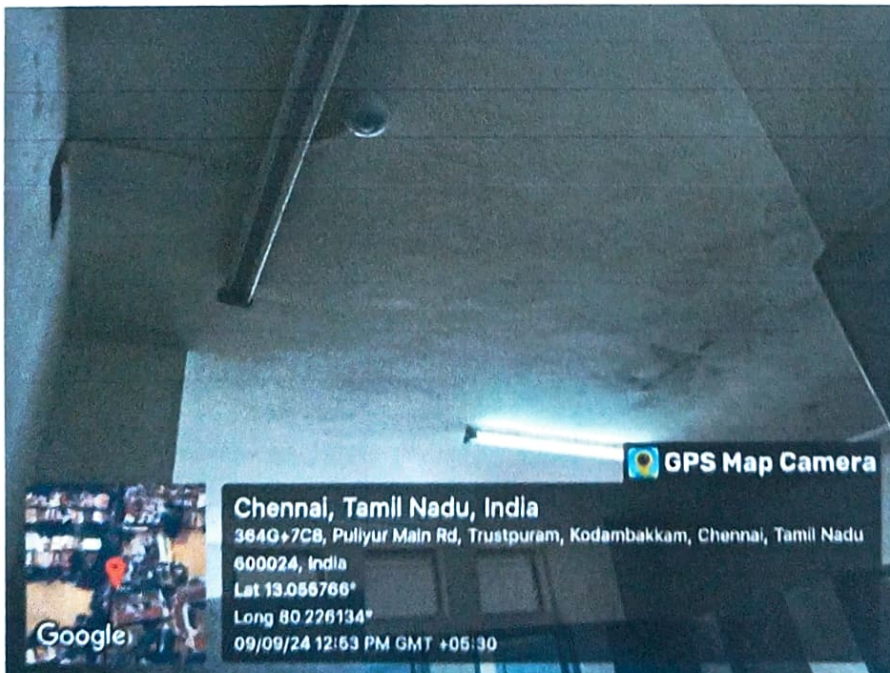 GPS Map Camera
Chennai, Tamil Nadu, India
364G+7C8, Puliyur Main Rd, Trustpuram, Kodambakkam, Chennai, Tamil Nadu
600024, India
Lat 13.056766°
Long 80.226134°
09/09/24 12:53 PM GMT +05:30
Google